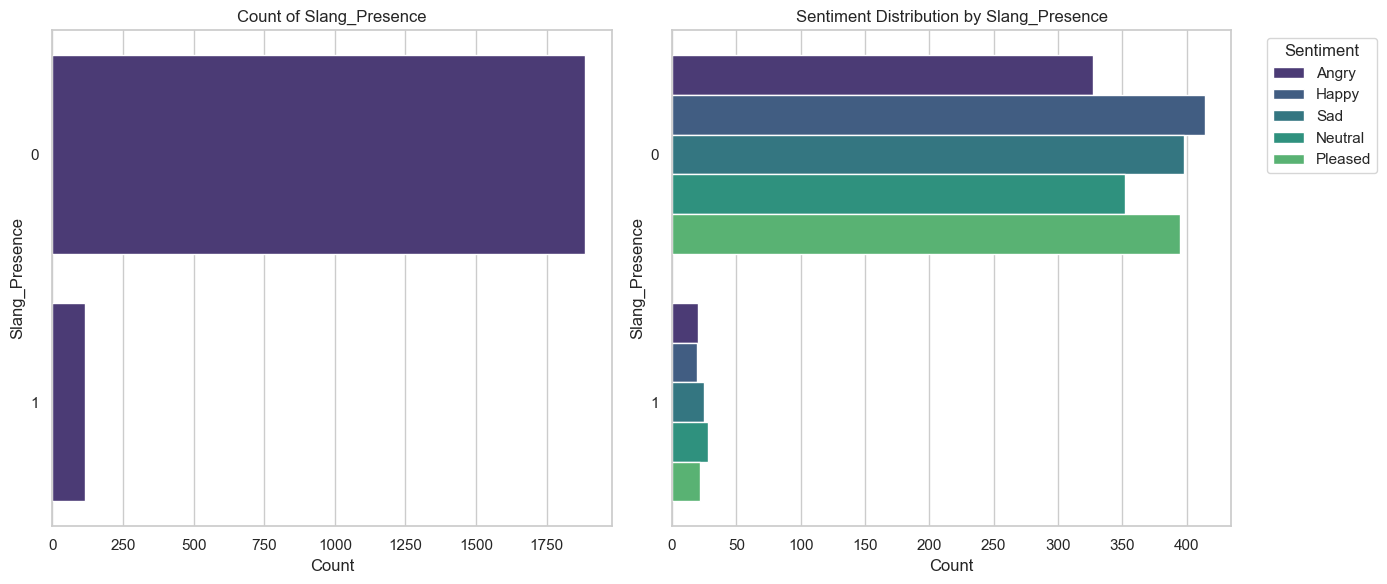 Count of Slang_Presence
Slang_Presence
0
1
0
250
500
750
1000
1250
1500
1750
Count
Sentiment Distribution by Slang_Presence
Slang_Presence
0
1
0
50
100
150
200
250
300
350
400
Count
Sentiment
Angry
Happy
Sad
Neutral
Pleased